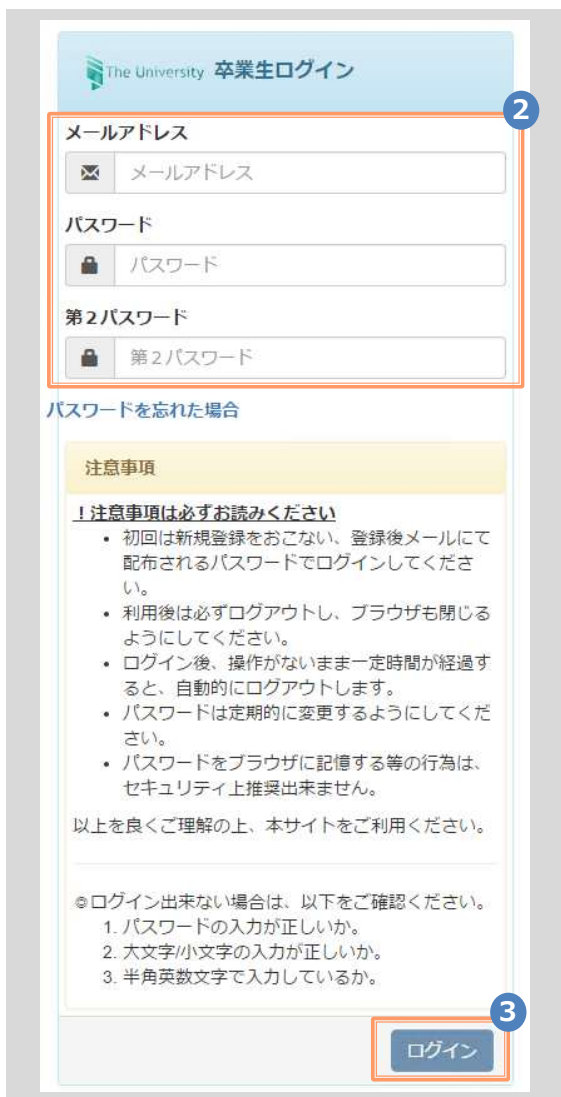 The University 卒業生ログイン
2
メールアドレス
メールアドレス
パスワード
パスワード
第2パスワード
第2パスワード
パスワードを忘れた場合
注意事項
！注意事項は必ずお読みください
• 初回は新規登録をおこない、登録後メールにて
配布されるパスワードでログインしてくださ
い。
• 利用後は必ずログアウトし、ブラウザも閉じる
ようにしてください。
• ログイン後、操作がないまま一定時間が経過す
ると、自動的にログアウトします。
• パスワードは定期的に変更するようにしてくだ
さい。
• パスワードをブラウザに記憶する等の行為は、
セキュリティ上推奨出来ません。
以上を良くご理解の上、本サイトをご利用ください。
◎ログイン出来ない場合は、以下をご確認ください。
1. パスワードの入力が正しいか。
2. 大文字/小文字の入力が正しいか。
3. 半角英数文字で入力しているか。
3
ログイン